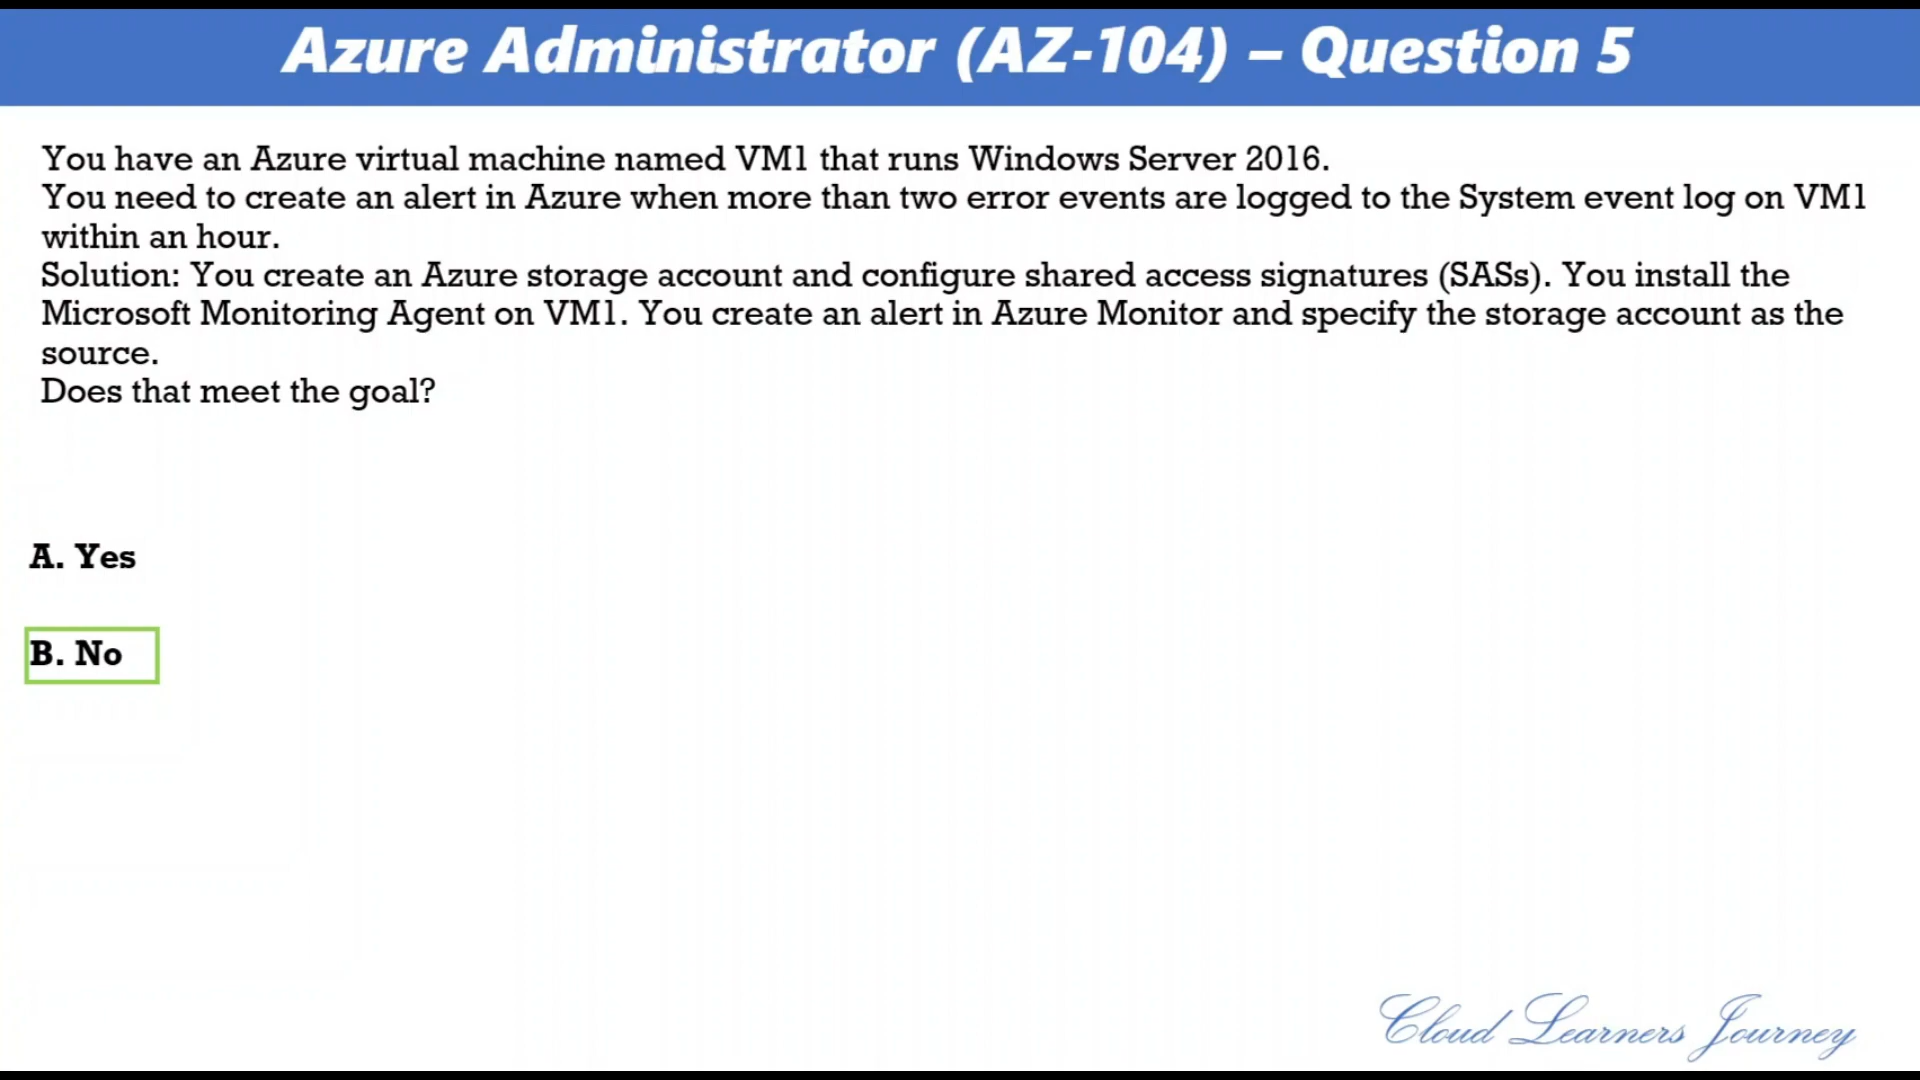 Azure Administrator (AZ-104) – Question 5
You have an Azure virtual machine named VM1 that runs Windows Server 2016.
You need to create an alert in Azure when more than two error events are logged to the System event log on VM1
within an hour.
Solution: You create an Azure storage account and configure shared access signatures (SASs). You install the
Microsoft Monitoring Agent on VM1. You create an alert in Azure Monitor and specify the storage account as the
source.
Does that meet the goal?
A. Yes
B. No
Cloud Learners Journey